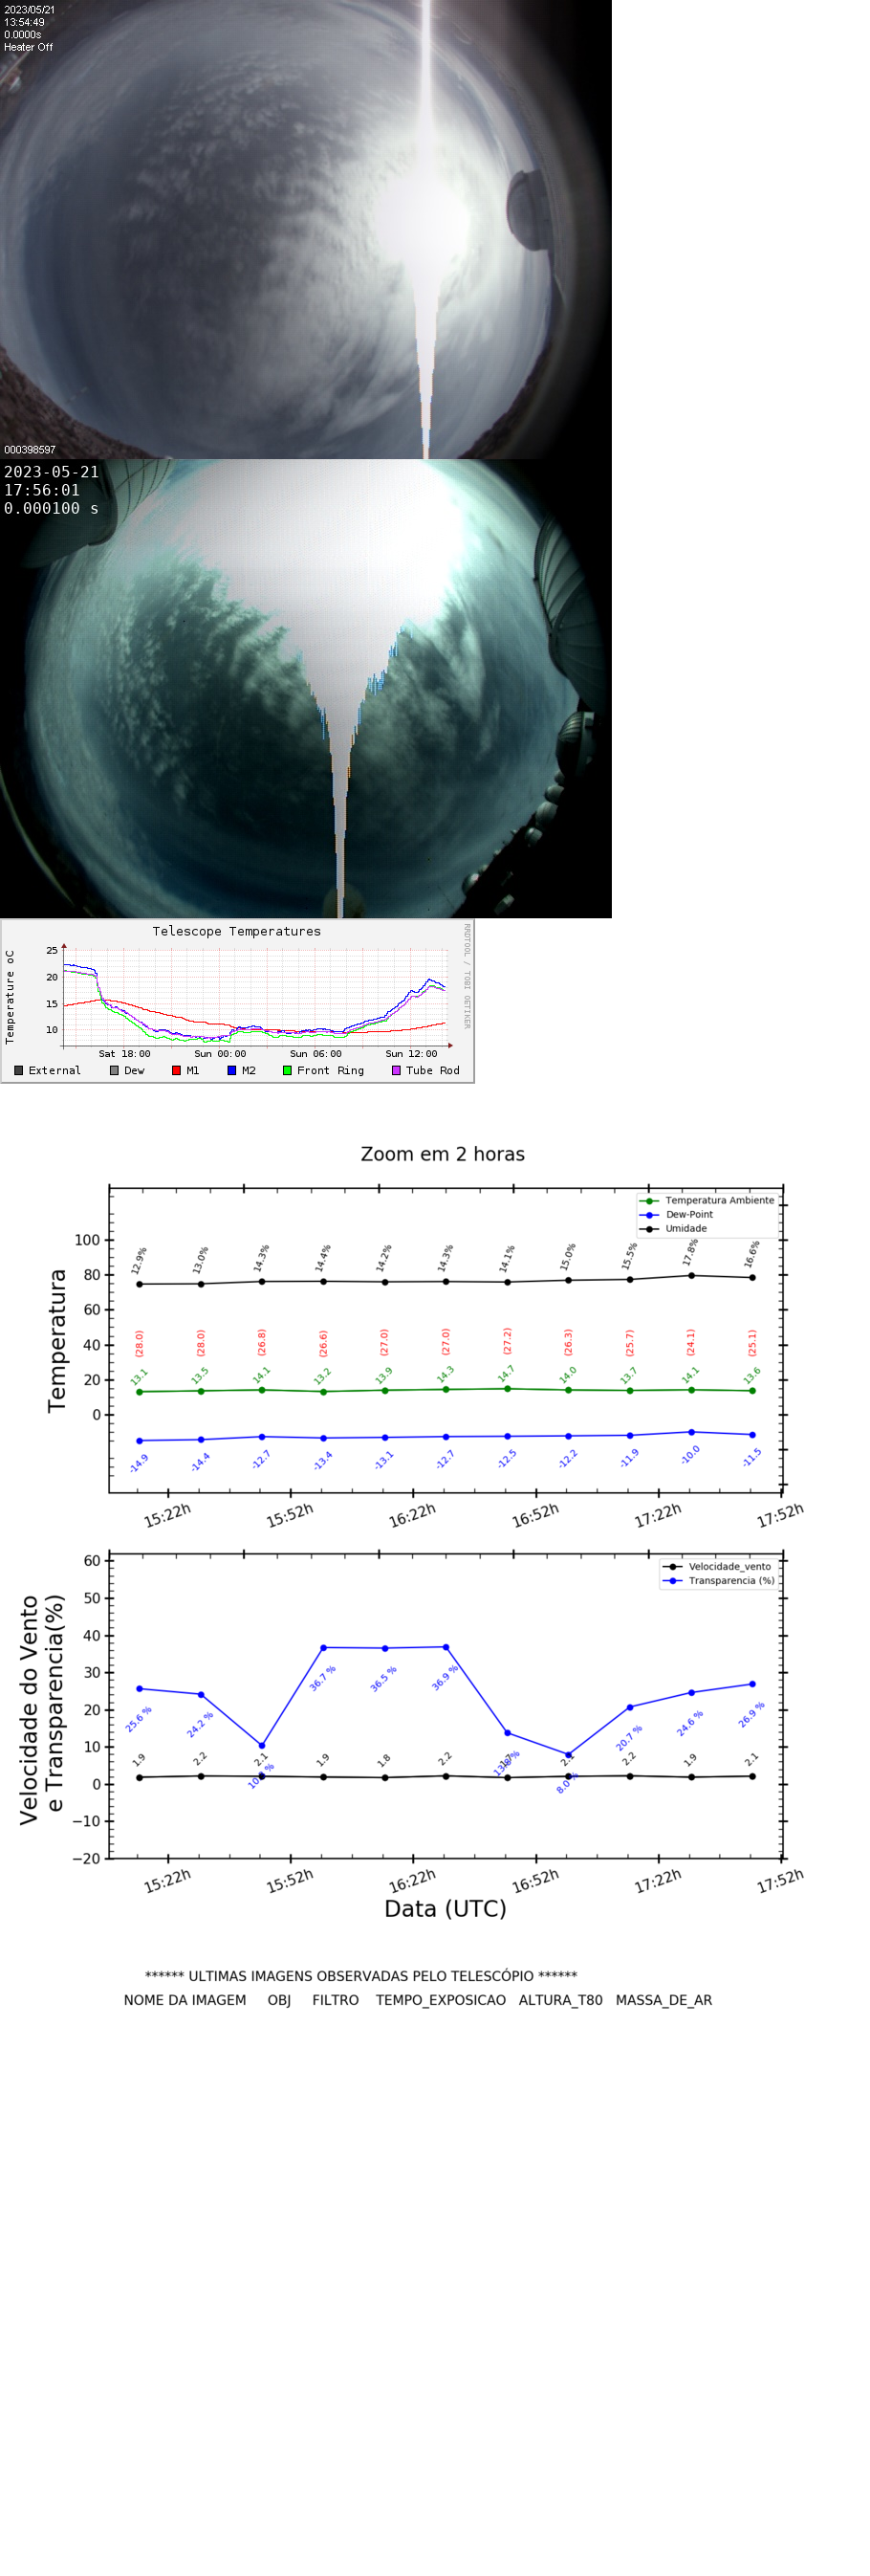 2023/05/21
13:54:49
0.0000s
Heater Off
000398597
2023-05-21
17:56:01
0.000100 s
Telescope Temperatures
RRDTOOL / TOBI OETIKER
Temperature oC
25
20
15
10
Sat 18:00 Sun 00:00 Sun 06:00 Sun 12:00
External Dew M1 M2 Front Ring Tube Rod
Zoom em 2 horas
Temperatura Ambiente
Dew-Point
Umidade
Temperatura
100
80
60
40
20
0
12.9% 13.0% 14.3% 14.4% 14.2% 14.3% 14.1% 15.0% 15.5% 17.8% 16.6%
(28.0) (28.0) (26.8) (26.6) (27.0) (27.0) (27.2) (26.3) (25.7) (24.1) (25.1)
13.1 13.5 14.1 13.2 13.9 14.3 14.7 14.0 13.7 14.1 13.6
-14.9 -14.4 -12.7 -13.4 -13.1 -12.7 -12.5 -12.2 -11.9 -10.0 -11.5
15:22h 15:52h 16:22h 16:52h 17:22h 17:52h
Velocidade_vento
Transparencia (%)
Velocidade do Vento
e Transparencia(%)
60
50
40
30
20
10
0
−10
−20
25.6 % 24.2 % 36.7 % 36.5 % 36.9 % 8.0 % 20.7 % 24.6 % 26.9 %
1.9 2.2 2.1 1.9 1.8 2.2 2.1 2.2 1.9 2.1
15:22h 15:52h 16:22h 16:52h 17:22h 17:52h
Data (UTC)
****** ULTIMAS IMAGENS OBSERVADAS PELO TELESCÓPIO ******
NOME DA IMAGEM OBJ FILTRO TEMPO_EXPOSICAO ALTURA_T80 MASSA_DE_AR